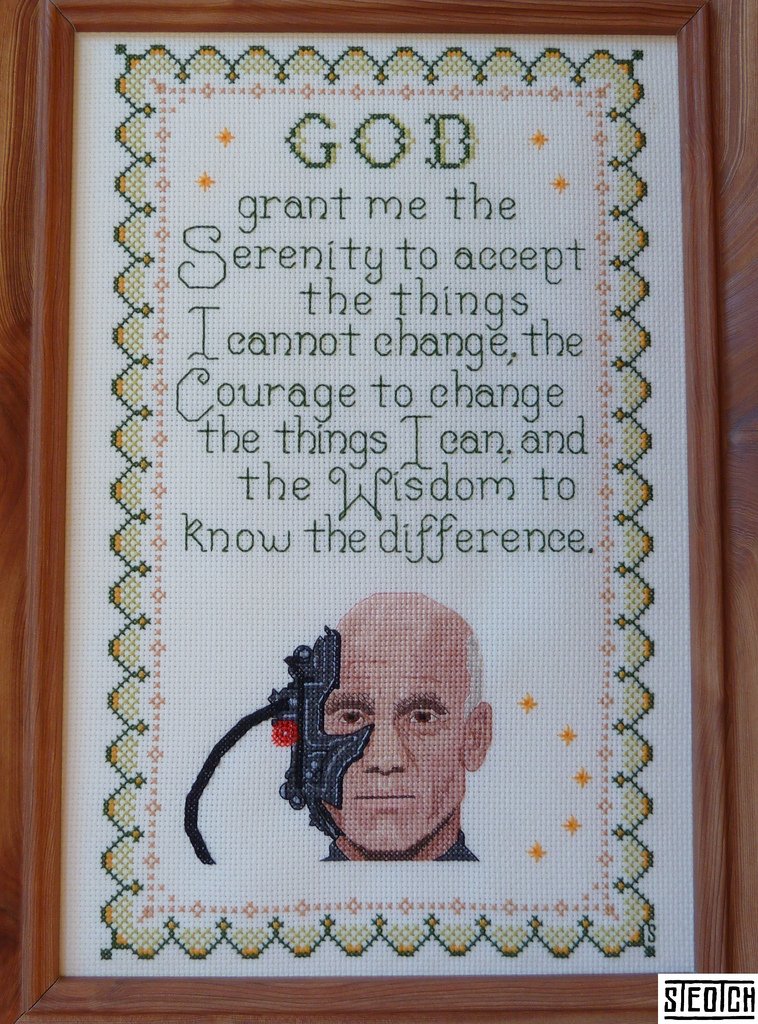 GOD
grant me the
Serenity to accept
the things
I cannot change, the
Courage to change
the things I can, and
the Wisdom to
know the difference.
S
STEOTCH